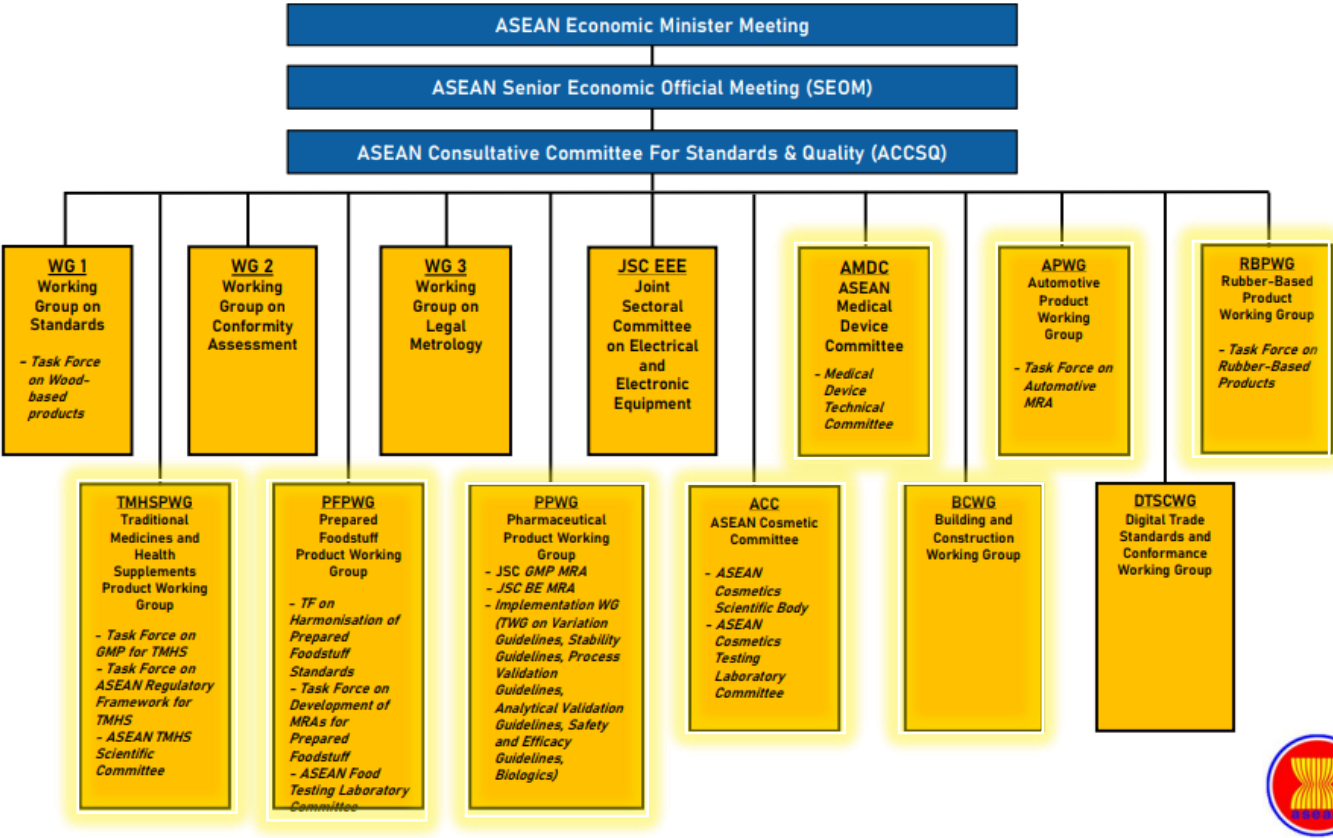 ASEAN Economic Minister Meeting
ASEAN Senior Economic Official Meeting (SEOM)
ASEAN Consultative Committee For Standards & Quality (ACCSQ)
WG 1
Working
Group on
Standards
- Task Force
on Wood-
based
products
WG 2
Working
Group on
Conformity
Assessment
WG 3
Working
Group on
Legal
Metrology
JSC EEE
Joint
Sectoral
Committee
on Electrical
and
Electronic
Equipment
AMDC
ASEAN
Medical
Device
Committee
- Medical
Device
Technical
Committee
APWG
Automotive
Product
Working
Group
- Task Force on
Automotive
MRA
RBPWG
Rubber-Based
Product
Working Group
- Task Force on
Rubber-Based
Products
TMHSPWG
Traditional
Medicines and
Health
Supplements
Product Working
Group
- Task Force on
GMP for TMHS
- Task Force on
ASEAN Regulatory
Framework for
TMHS
- ASEAN TMHS
Scientific
Committee
PFPWG
Prepared
Foodstuff
Product Working
Group
- TF on
Harmonisation of
Prepared
Foodstuff
Standards
- Task Force on
Development of
MRAs for
Prepared
Foodstuff
- ASEAN Food
Testing Laboratory
Committee
PPWG
Pharmaceutical
Product Working
Group
- JSC GMP MRA
- JSC BE MRA
- Implementation WG
(TWG on Variation
Guidelines, Stability
Guidelines, Process
Validation
Guidelines,
Analytical Validation
Guidelines, Safety
and Efficacy
Guidelines,
Biologics)
ACC
ASEAN Cosmetic
Committee
- ASEAN
Cosmetics
Scientific Body
- ASEAN
Cosmetics
Testing
Laboratory
Committee
BCWG
Building and
Construction
Working Group
DTSCWG
Digital Trade
Standards and
Conformance
Working Group
asean